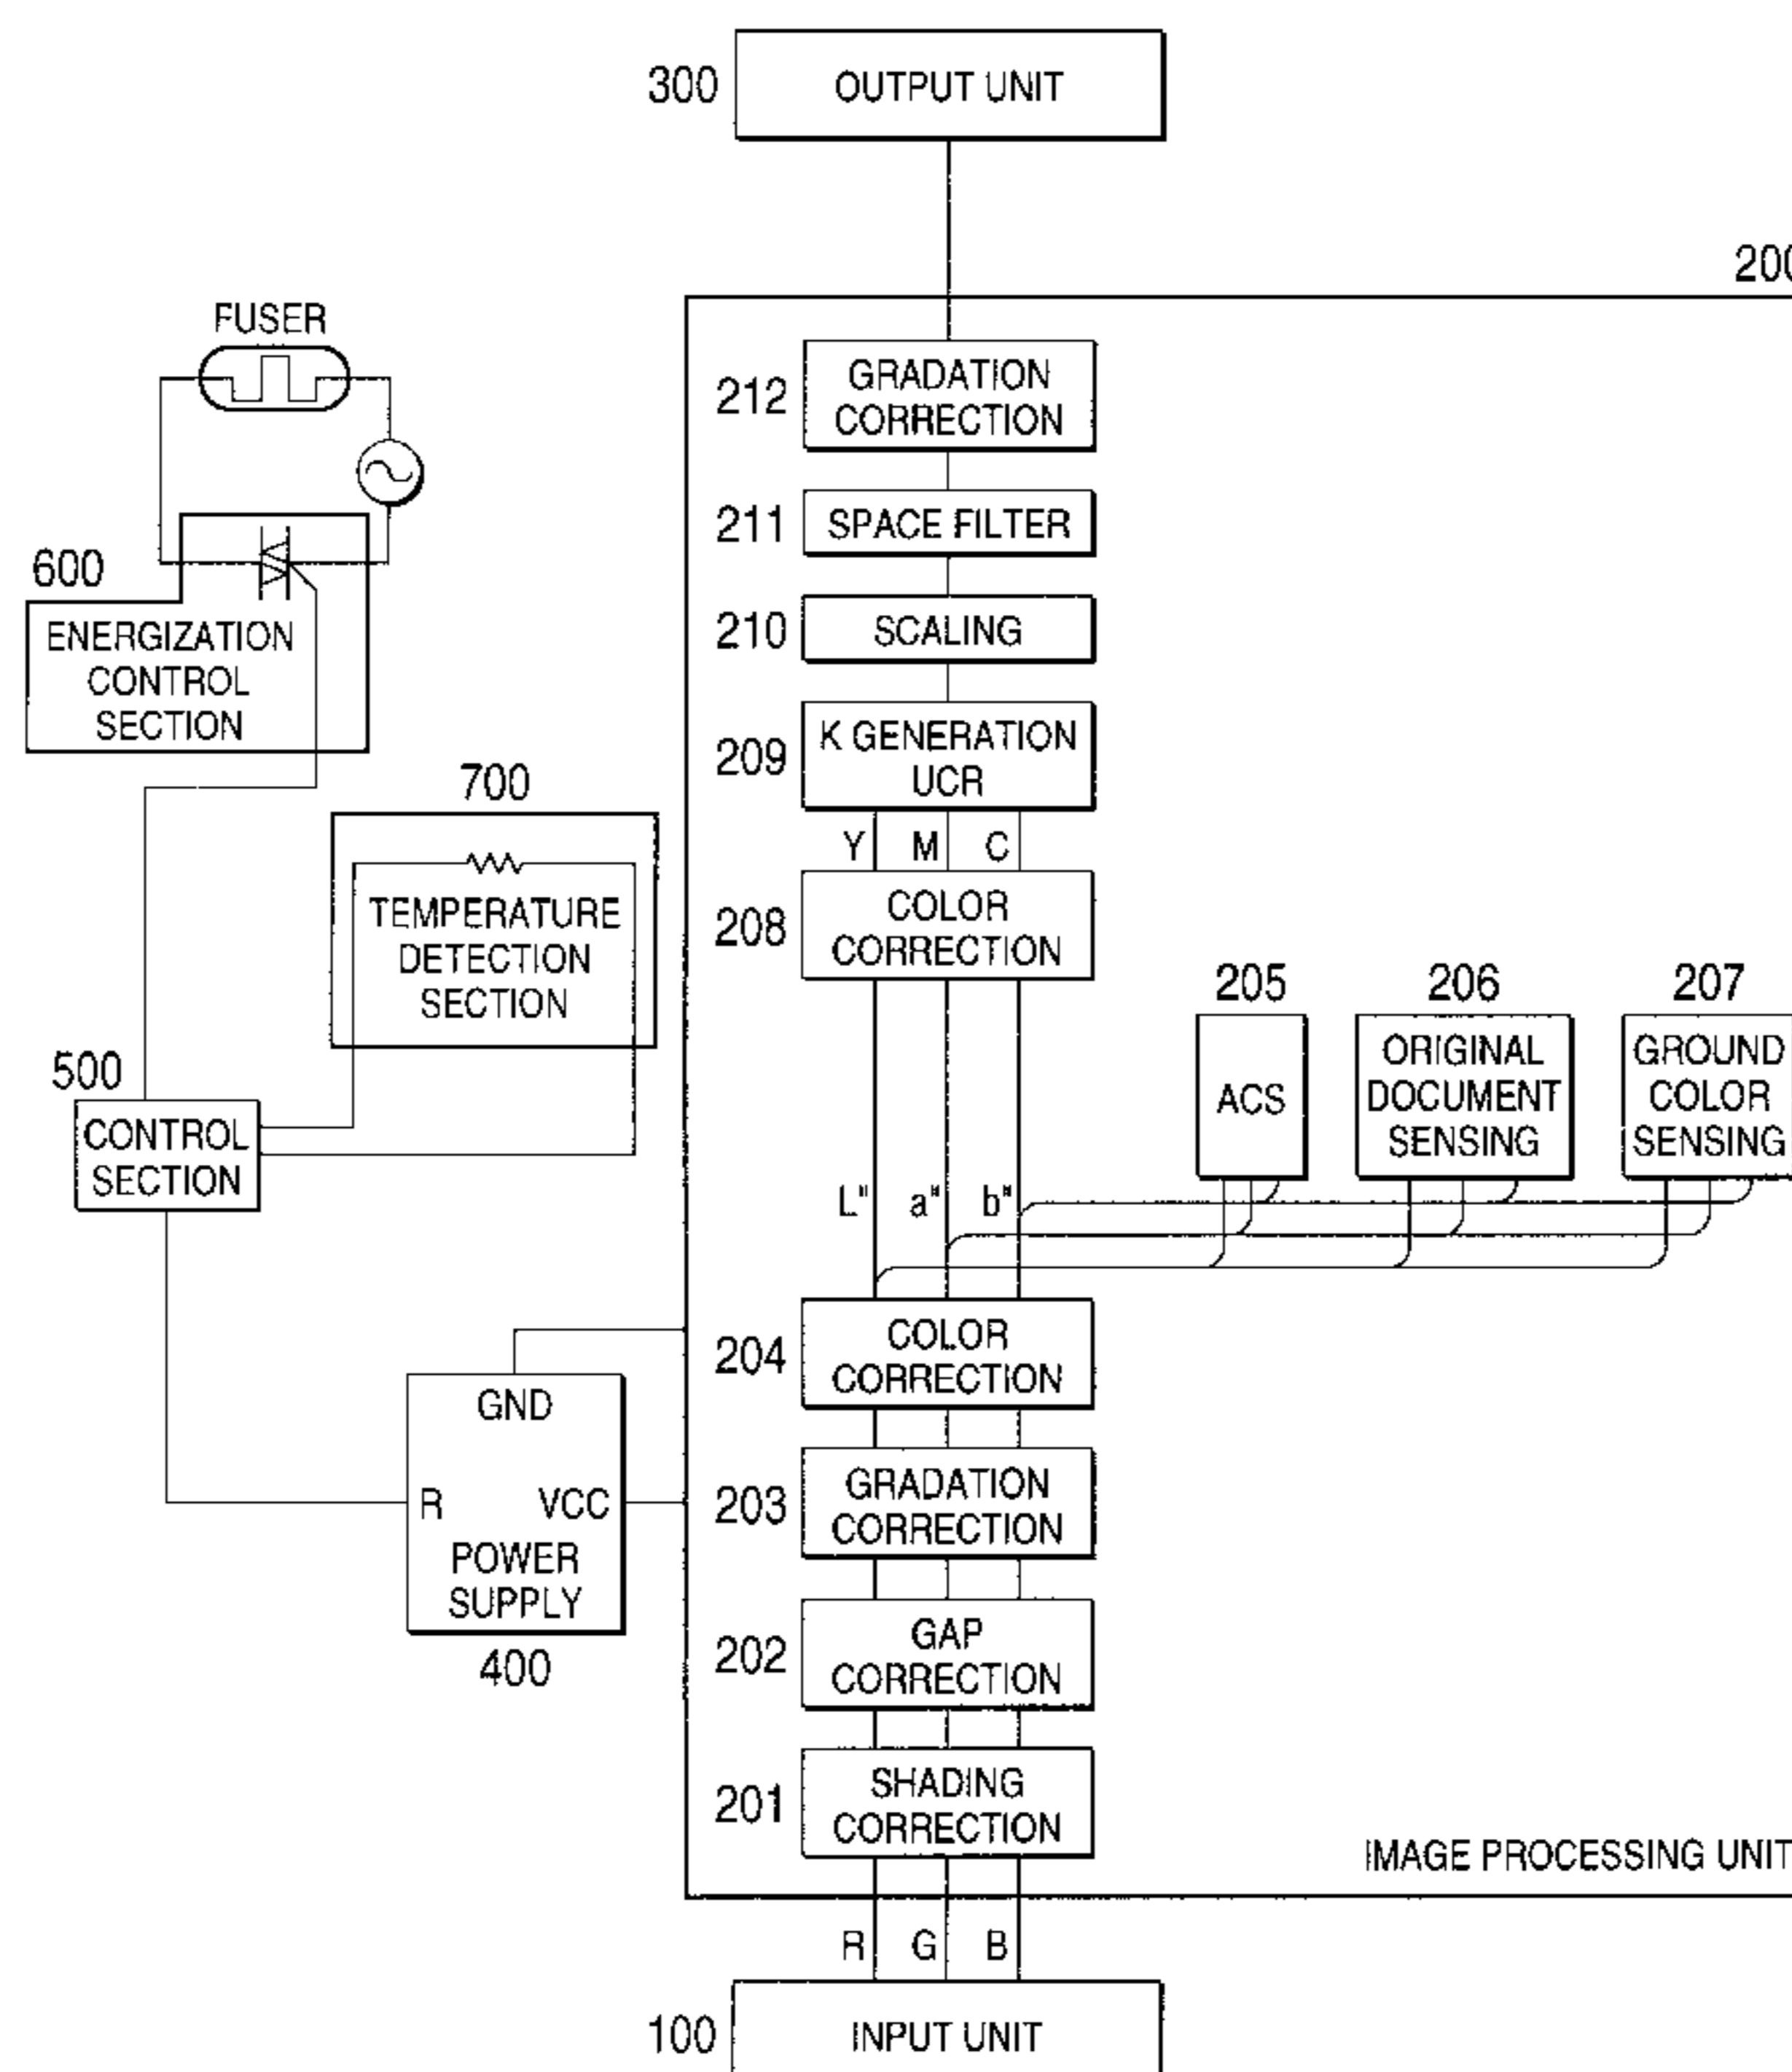 300
OUTPUT UNIT
200
FUSER
212
GRADATION
CORRECTION
211
SPACE FILTER
600
ENERGIZATION
CONTROL
SECTION
210
SCALING
209
K GENERATION
UCR
700
Y M C
TEMPERATURE
DETECTION
SECTION
208
COLOR
CORRECTION
205
ACS
206
ORIGINAL
DOCUMENT
SENSING
207
GROUND
COLOR
SENSING
500
CONTROL
SECTION
L* a* b*
204
COLOR
CORRECTION
GND
R VCC
POWER
SUPPLY
400
203
GRADATION
CORRECTION
202
GAP
CORRECTION
201
SHADING
CORRECTION
IMAGE PROCESSING UNIT
R G B
100
INPUT UNIT